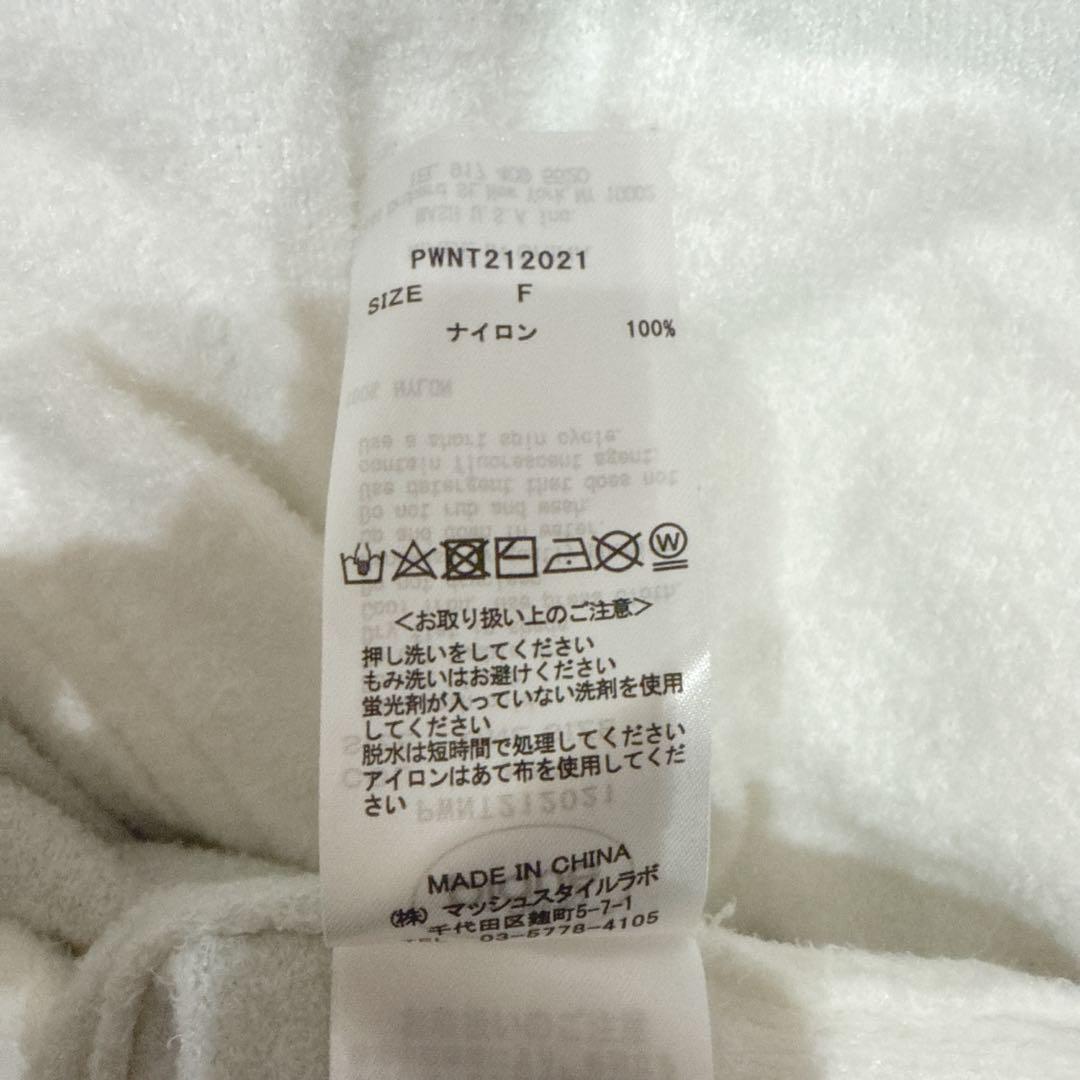 PWNT212021
SIZE F
ナイロン 100%
W
<お取り扱い上のご注意>
押し洗いをしてください
もみ洗いはお避けください
蛍光剤が入っていない洗剤を使用
してください
脱水は短時間で処理してください
アイロンはあて布を使用してくだ
さい
MADE IN CHINA
(株) マッシュスタイルラボ
千代田区麹町5-7-1
TEL 03-5778-4105